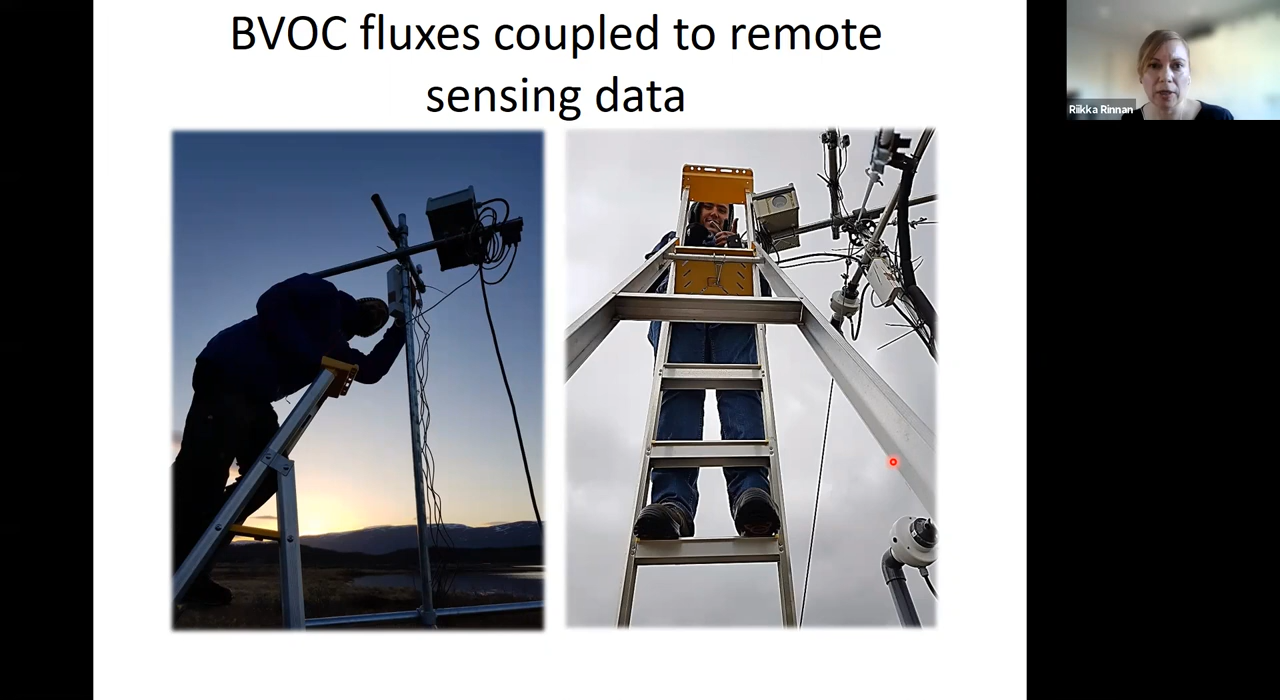 BVOC fluxes coupled to remote
sensing data
Riikka Rinnan